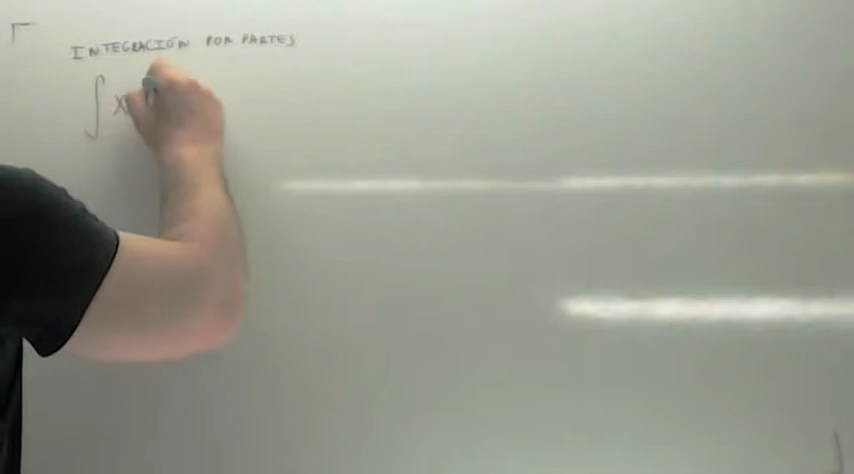 INTEGRACIÓN POR PARTES
∫ x